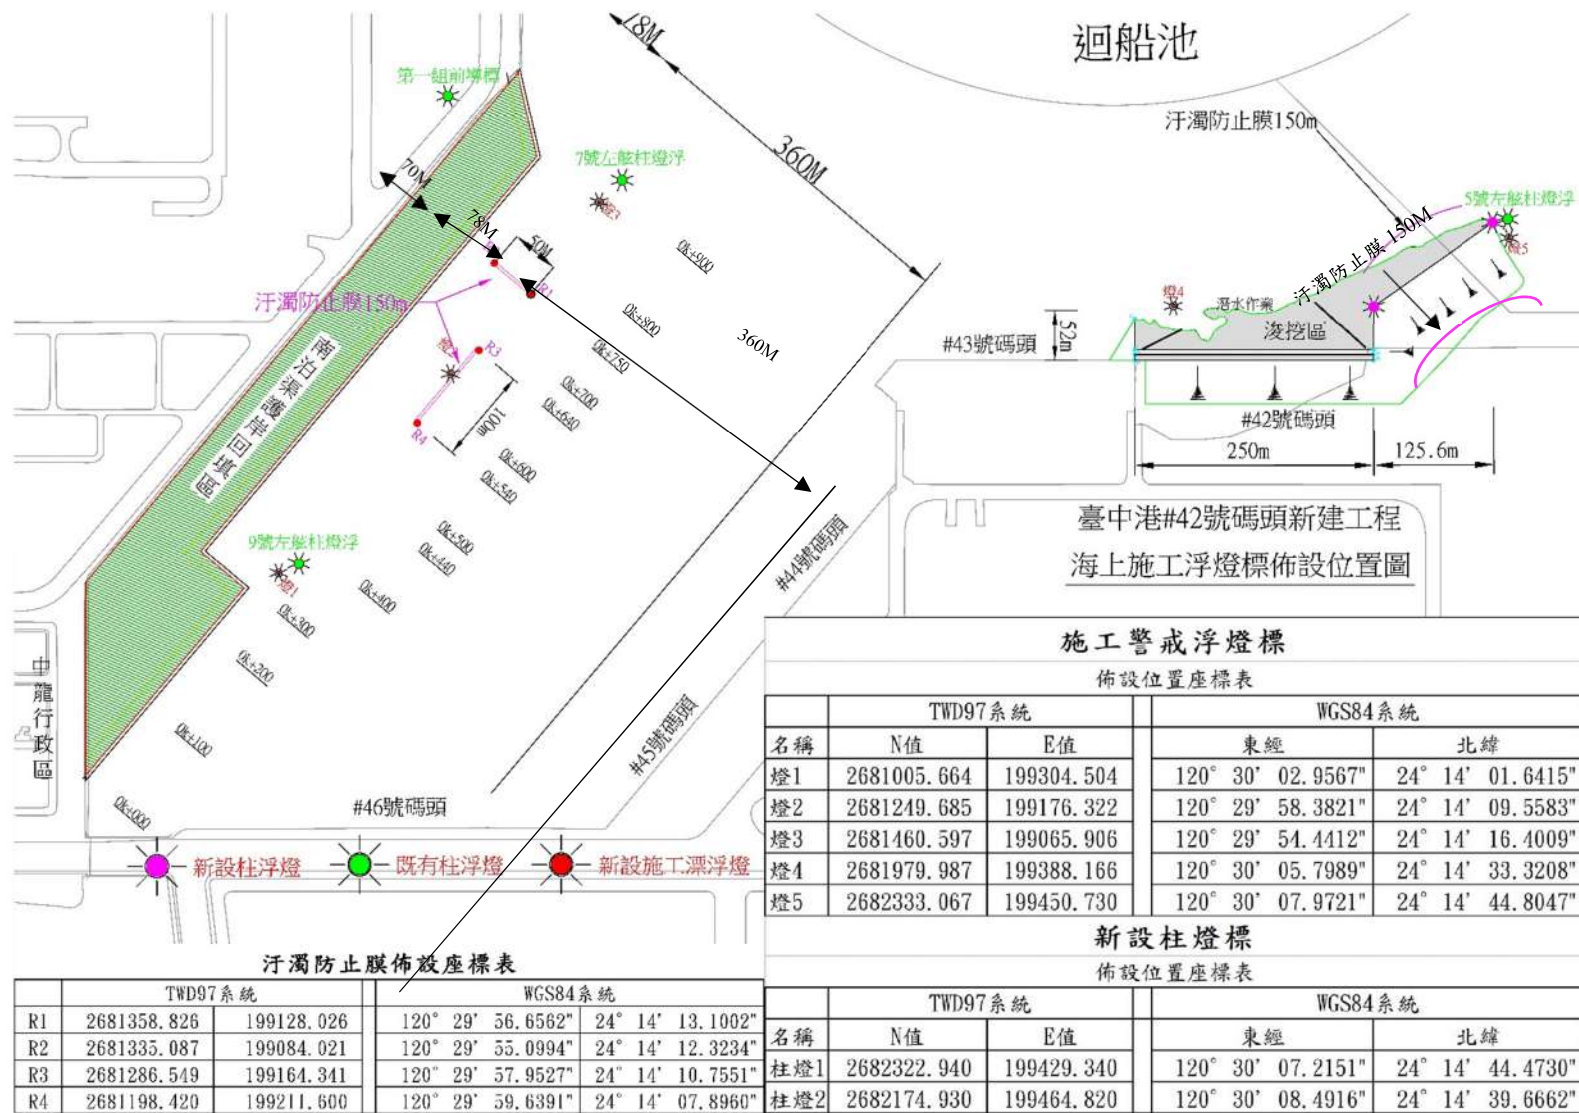 迴船池
78M
第一組前導標
360M
汙濁防止膜150m
7號左舷柱燈浮
燈3
70M
78M
50M
R1
5號左舷柱燈浮
燈5
汙濁防止膜 150M
燈4
潛水作業
浚挖區
52m
#43號碼頭
#42號碼頭
250m
125.6m
汙濁防止膜150m
0k+900
0k+800
0k+750
360M
燈2
R3
R4
100m
0k+700
0k+640
0k+600
0k+540
0k+500
0k+440
0k+400
0k+300
0k+200
0k+100
0k+000
南泊渠護岸回填區
9號左舷柱燈浮
燈1
#44號碼頭
#45號碼頭
#46號碼頭
中龍行政區
臺中港#42號碼頭新建工程
海上施工浮燈標佈設位置圖
新設柱浮燈
既有柱浮燈
新設施工漂浮燈
施工警戒浮燈標
佈設位置座標表
TWD97系統 WGS84系統
名稱 N值 E值 東經 北緯
燈1 2681005.664 199304.504 120° 30' 02.9567" 24° 14' 01.6415"
燈2 2681249.685 199176.322 120° 29' 58.3821" 24° 14' 09.5583"
燈3 2681460.597 199065.906 120° 29' 54.4412" 24° 14' 16.4009"
燈4 2681979.987 199388.166 120° 30' 05.7989" 24° 14' 33.3208"
燈5 2682333.067 199450.730 120° 30' 07.9721" 24° 14' 44.8047"
新設柱燈標
佈設位置座標表
TWD97系統 WGS84系統
名稱 N值 E值 東經 北緯
柱燈1 2682322.940 199429.340 120° 30' 07.2151" 24° 14' 44.4730"
柱燈2 2682174.930 199464.820 120° 30' 08.4916" 24° 14' 39.6662"
汙濁防止膜佈設座標表
TWD97系統 WGS84系統
R1 2681358.826 199128.026 120° 29' 56.6562" 24° 14' 13.1002"
R2 2681335.087 199084.021 120° 29' 55.0994" 24° 14' 12.3234"
R3 2681286.549 199164.341 120° 29' 57.9527" 24° 14' 10.7551"
R4 2681198.420 199211.600 120° 29' 59.6391" 24° 14' 07.8960"